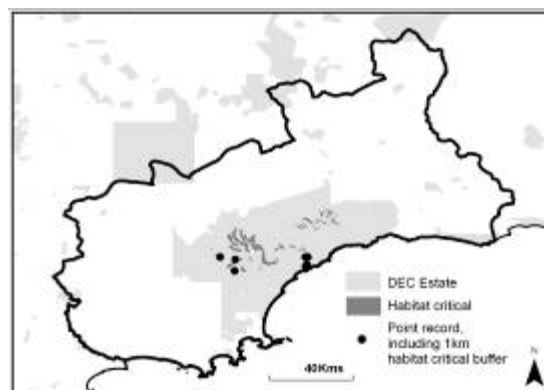 DEC Estate
Habitat critical
Point record,
including 1km
habitat critical buffer
N
40Kms